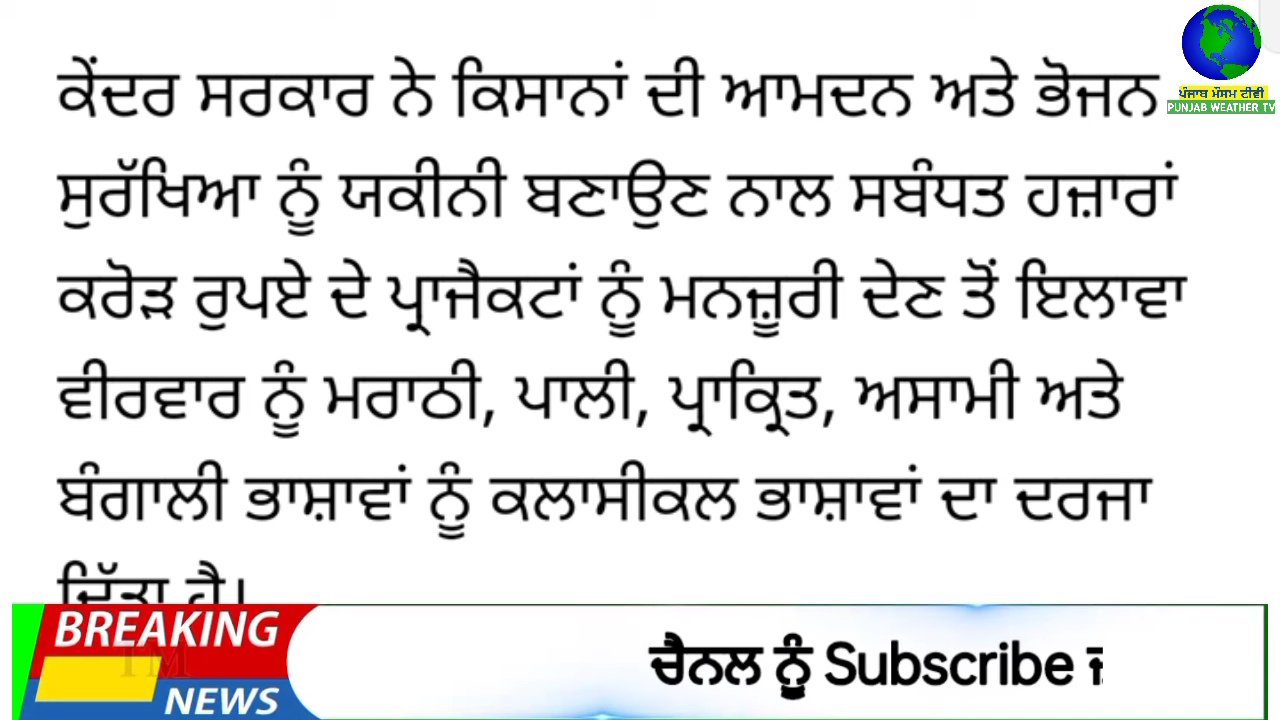 ਕੇਂਦਰ ਸਰਕਾਰ ਨੇ ਕਿਸਾਨਾਂ ਦੀ ਆਮਦਨ ਅਤੇ ਭੋਜਨ
ਸੁਰੱਖਿਆ ਨੂੰ ਯਕੀਨੀ ਬਣਾਉਣ ਨਾਲ ਸਬੰਧਤ ਹਜ਼ਾਰਾਂ
ਕਰੋੜ ਰੁਪਏ ਦੇ ਪ੍ਰਾਜੈਕਟਾਂ ਨੂੰ ਮਨਜ਼ੂਰੀ ਦੇਣ ਤੋਂ ਇਲਾਵਾ
ਵੀਰਵਾਰ ਨੂੰ ਮਰਾਠੀ, ਪਾਲੀ, ਪ੍ਰਾਕ੍ਰਿਤ, ਅਸਾਮੀ ਅਤੇ
ਬੰਗਾਲੀ ਭਾਸ਼ਾਵਾਂ ਨੂੰ ਕਲਾਸੀਕਲ ਭਾਸ਼ਾਵਾਂ ਦਾ ਦਰਜਾ
ਦਿੱਤਾ ਹੈ।
ਪੰਜਾਬ ਮੌਸਮ ਟੀਵੀ
PUNJAB WEATHER TV
BREAKING
NEWS
ਚੈਨਲ ਨੂੰ Subscribe